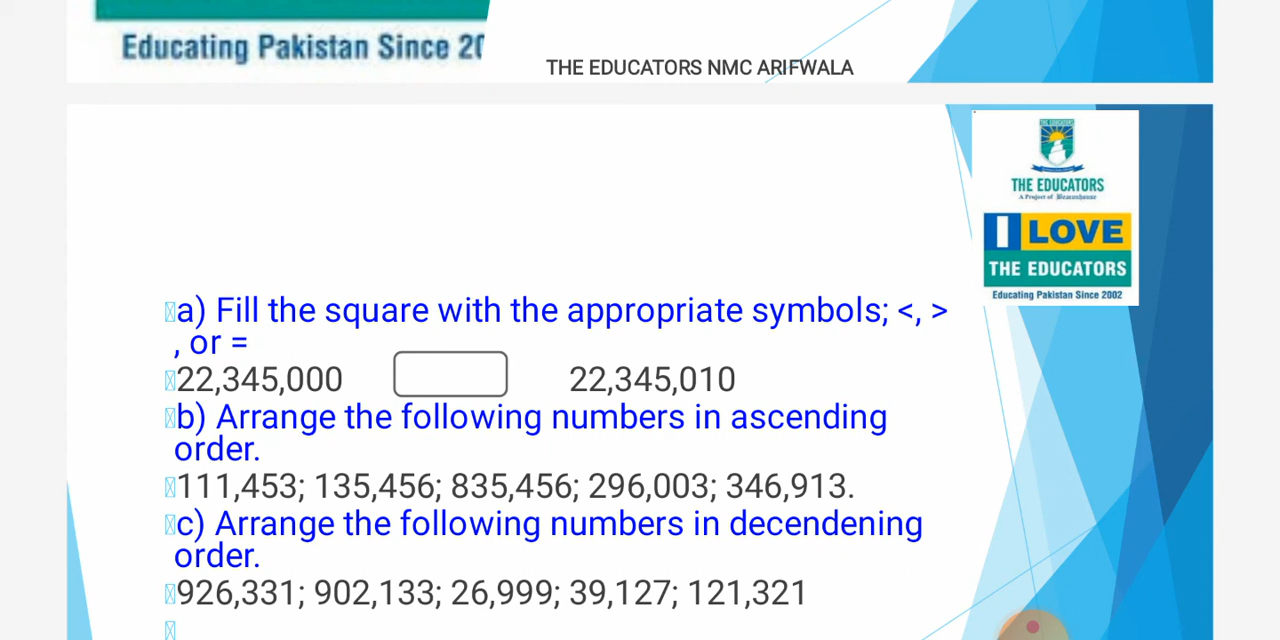 Educating Pakistan Since 20
THE EDUCATORS NMC ARIFWALA
THE EDUCATORS
A Project of Beaconhouse
I LOVE
THE EDUCATORS
Educating Pakistan Since 2002
a) Fill the square with the appropriate symbols; <, >
, or =
22,345,000 22,345,010
b) Arrange the following numbers in ascending
order.
111,453; 135,456; 835,456; 296,003; 346,913.
c) Arrange the following numbers in decendening
order.
926,331; 902,133; 26,999; 39,127; 121,321